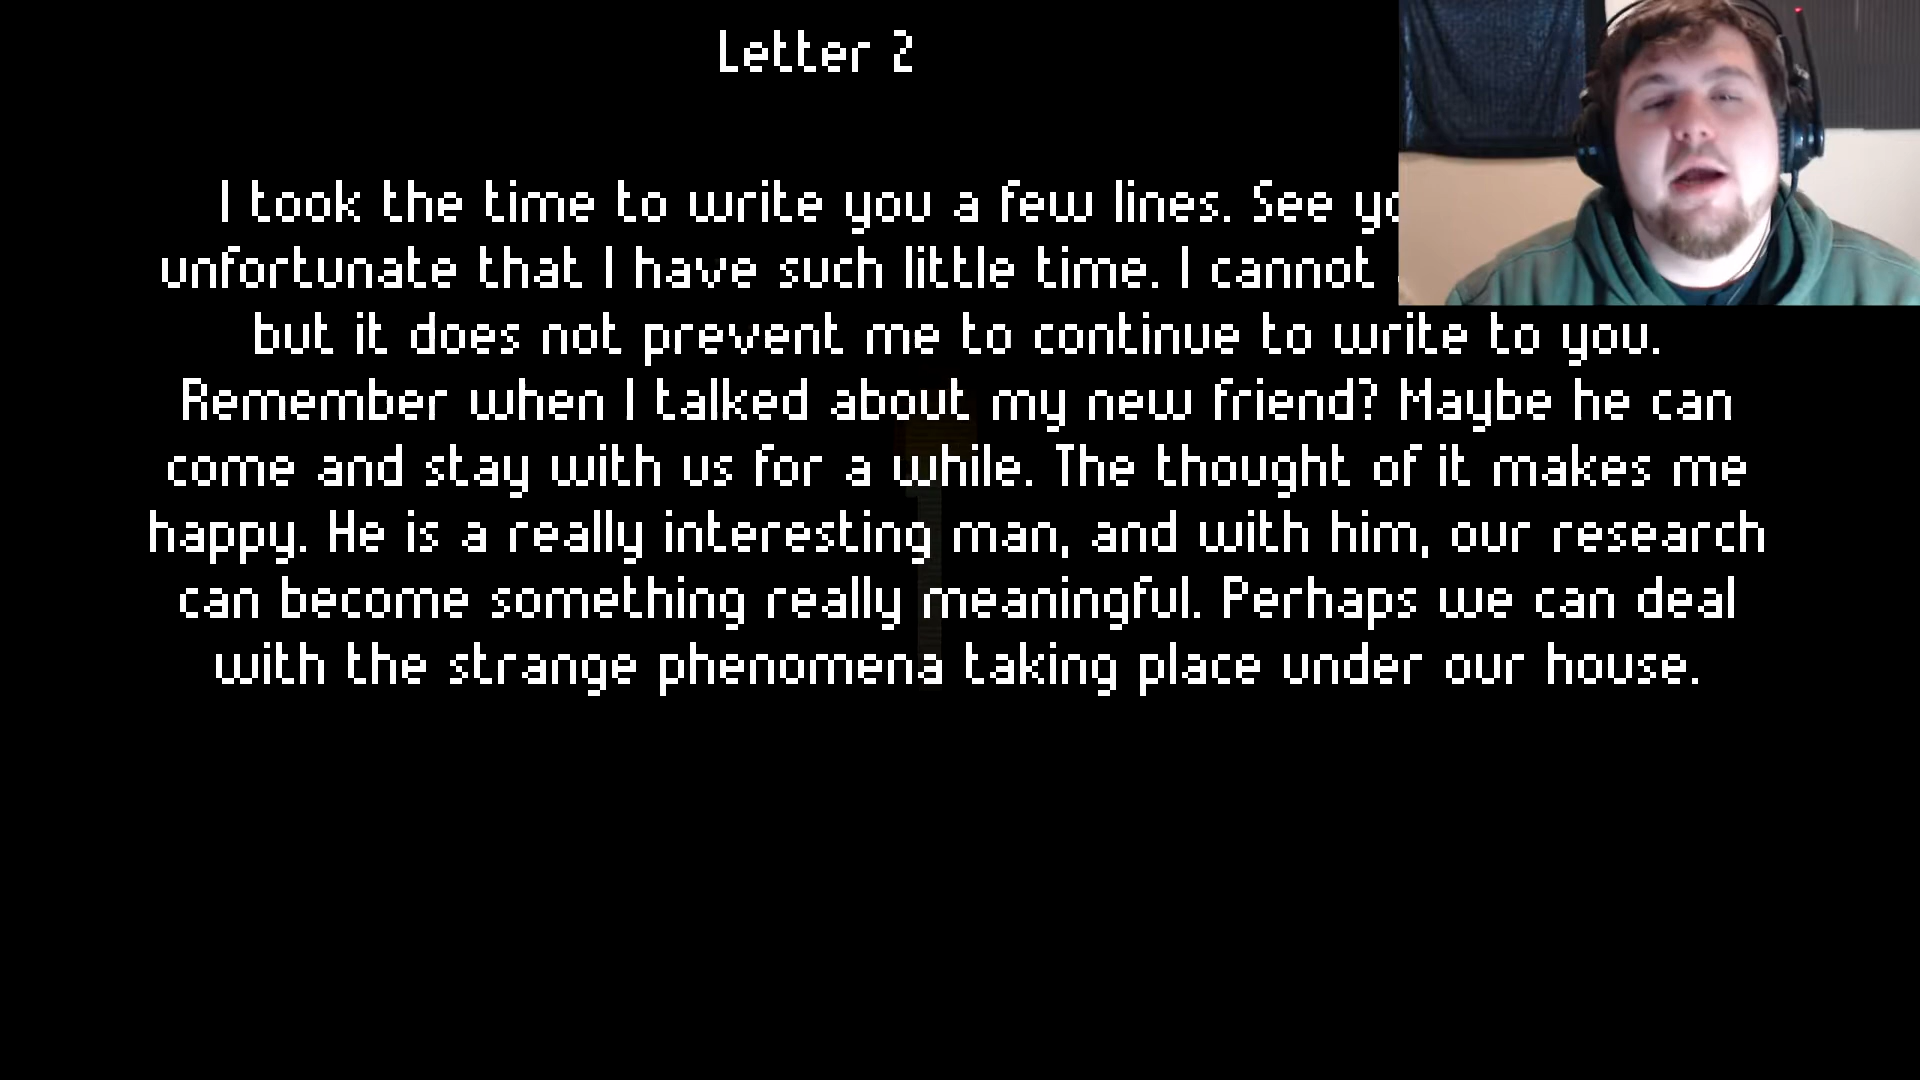 Letter 2
I took the time to write you a few lines. See
unfortunate that I have such little time. I cannot
but it does not prevent me to continue to write to you.
Remember when I talked about my new friend? Maybe he can
come and stay with us for a while. The thought of it makes me
happy. He is a really interesting man, and with him, our research
can become something really meaningful. Perhaps we can deal
with the strange phenomena taking place under our house.